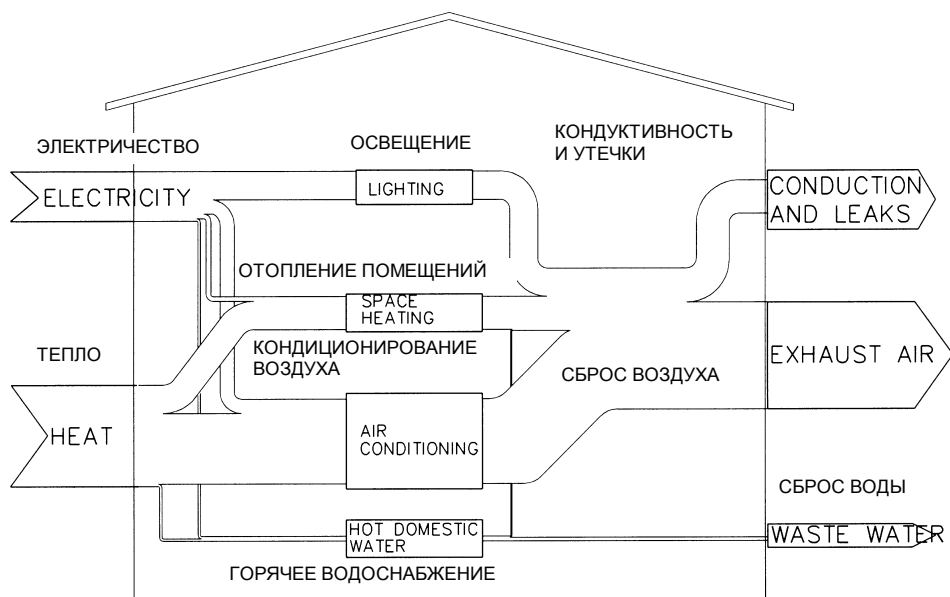 ЭЛЕКТРИЧЕСТВО
ELECTRICITY
ОСВЕЩЕНИЕ
LIGHTING
КОНДУКТИВНОСТЬ
И УТЕЧКИ
CONDUCTION
AND LEAKS
ОТОПЛЕНИЕ ПОМЕЩЕНИЙ
SPACE
HEATING
ТЕПЛО
HEAT
КОНДИЦИОНИРОВАНИЕ
ВОЗДУХА
AIR
CONDITIONING
СБРОС ВОЗДУХА
EXHAUST AIR
СБРОС ВОДЫ
WASTE WATER
HOT DOMESTIC
WATER
ГОРЯЧЕЕ ВОДОСНАБЖЕНИЕ